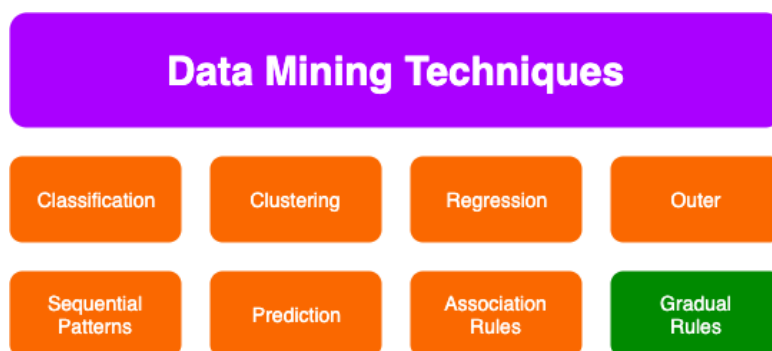 Data Mining Techniques
Classification
Clustering
Regression
Outer
Sequential
Patterns
Prediction
Association
Rules
Gradual
Rules